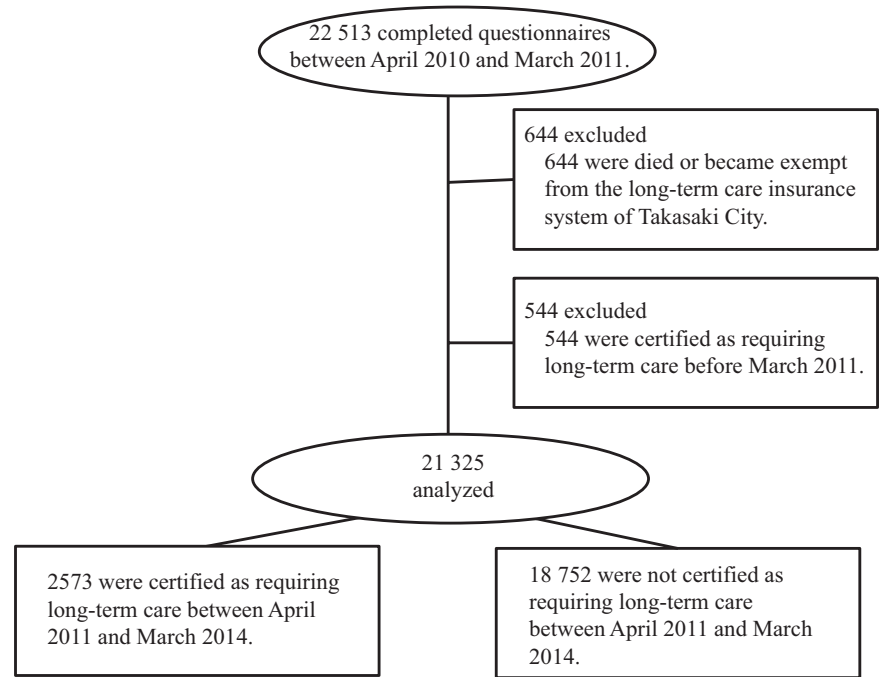 22 513 completed questionnaires
between April 2010 and March 2011.
644 excluded
644 were died or became exempt
from the long-term care insurance
system of Takasaki City.
544 excluded
544 were certified as requiring
long-term care before March 2011.
21 325
analyzed
2573 were certified as requiring
long-term care between April
2011 and March 2014.
18 752 were not certified as
requiring long-term care
between April 2011 and March
2014.